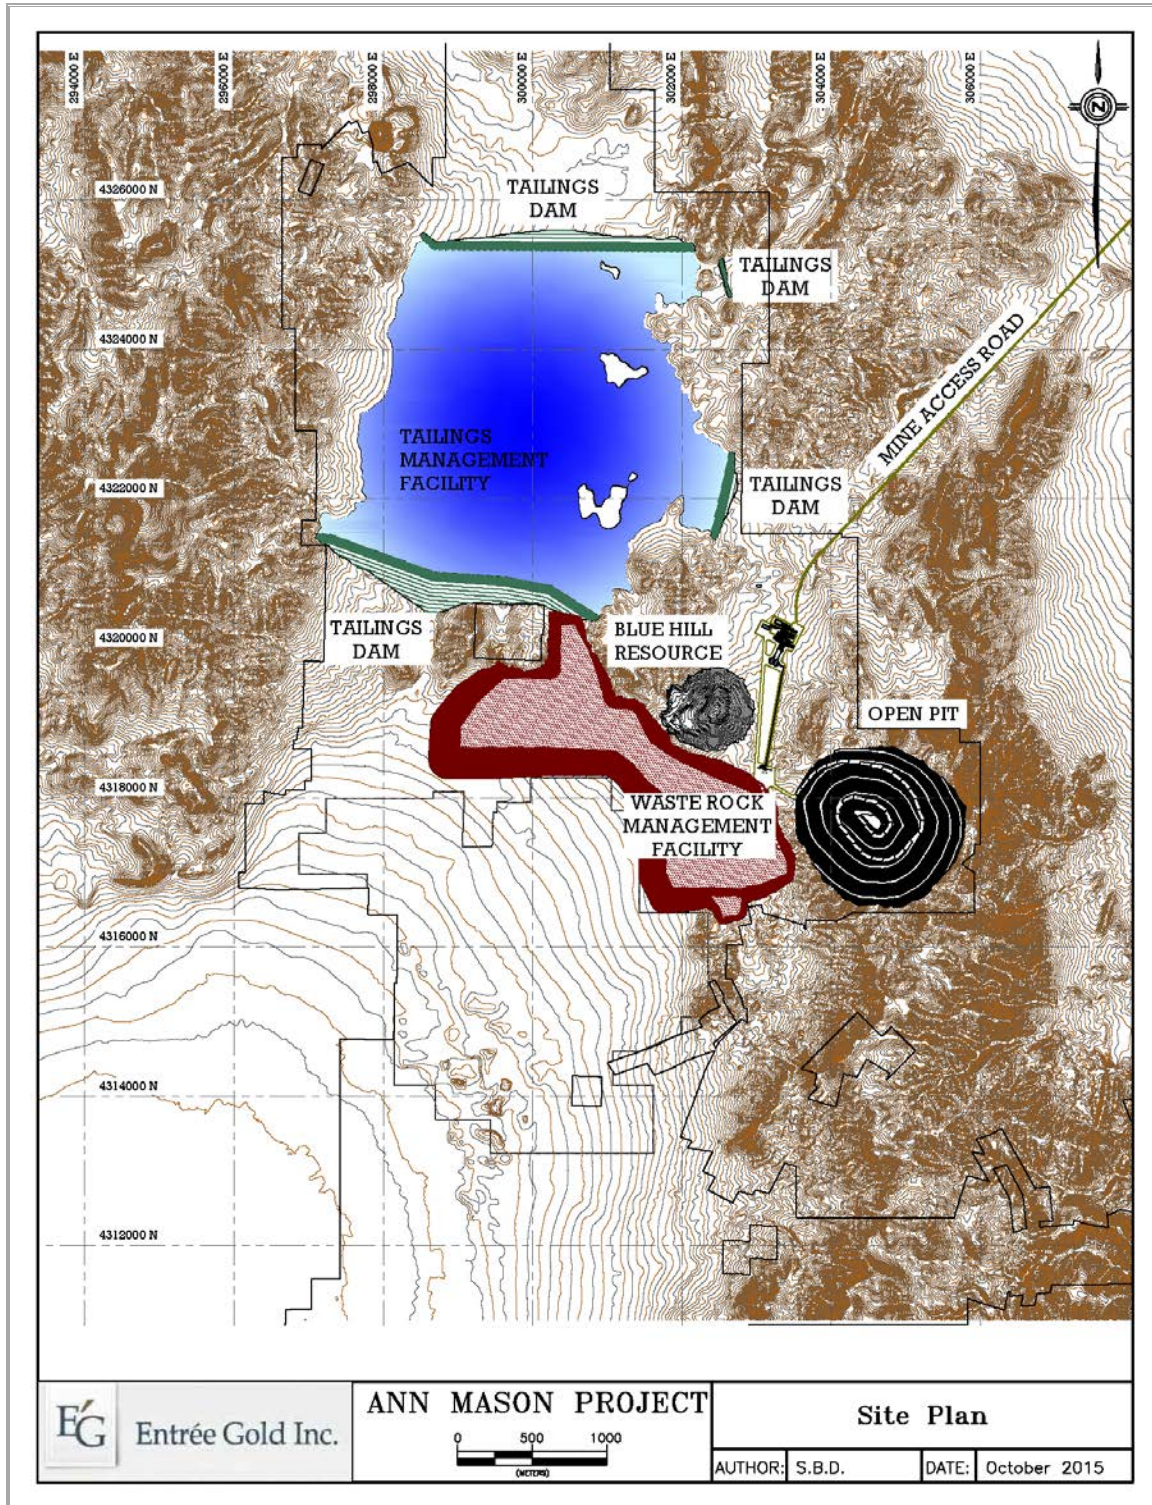 294000 E
296000 E
298000 E
300000 E
302000 E
304000 E
306000 E
N
4326000 N
TAILINGS
DAM
TAILINGS
DAM
4324000 N
MINE ACCESS ROAD
TAILINGS
MANAGEMENT
FACILITY
4322000 N
TAILINGS
DAM
4320000 N
TAILINGS
DAM
BLUE HILL
RESOURCE
OPEN PIT
4318000 N
WASTE ROCK
MANAGEMENT
FACILITY
4316000 N
4314000 N
4312000 N
EG
Entrée Gold Inc.
ANN MASON PROJECT
0 500 1000
(METERS)
Site Plan
AUTHOR: S.B.D.
DATE: October 2015